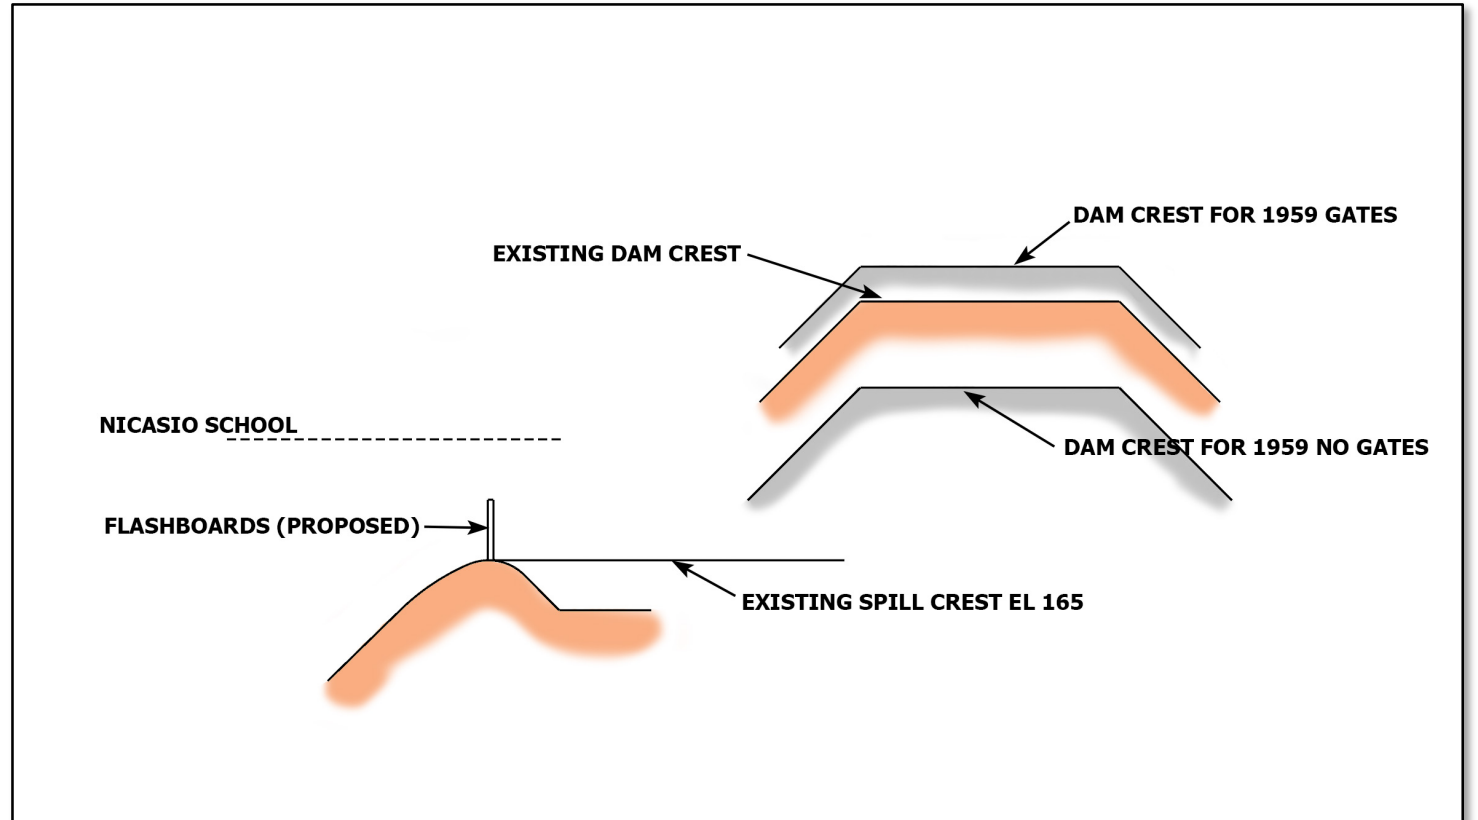 DAM CREST FOR 1959 GATES
EXISTING DAM CREST
NICASIO SCHOOL
DAM CREST FOR 1959 NO GATES
FLASHBOARDS (PROPOSED)
EXISTING SPILL CREST EL 165